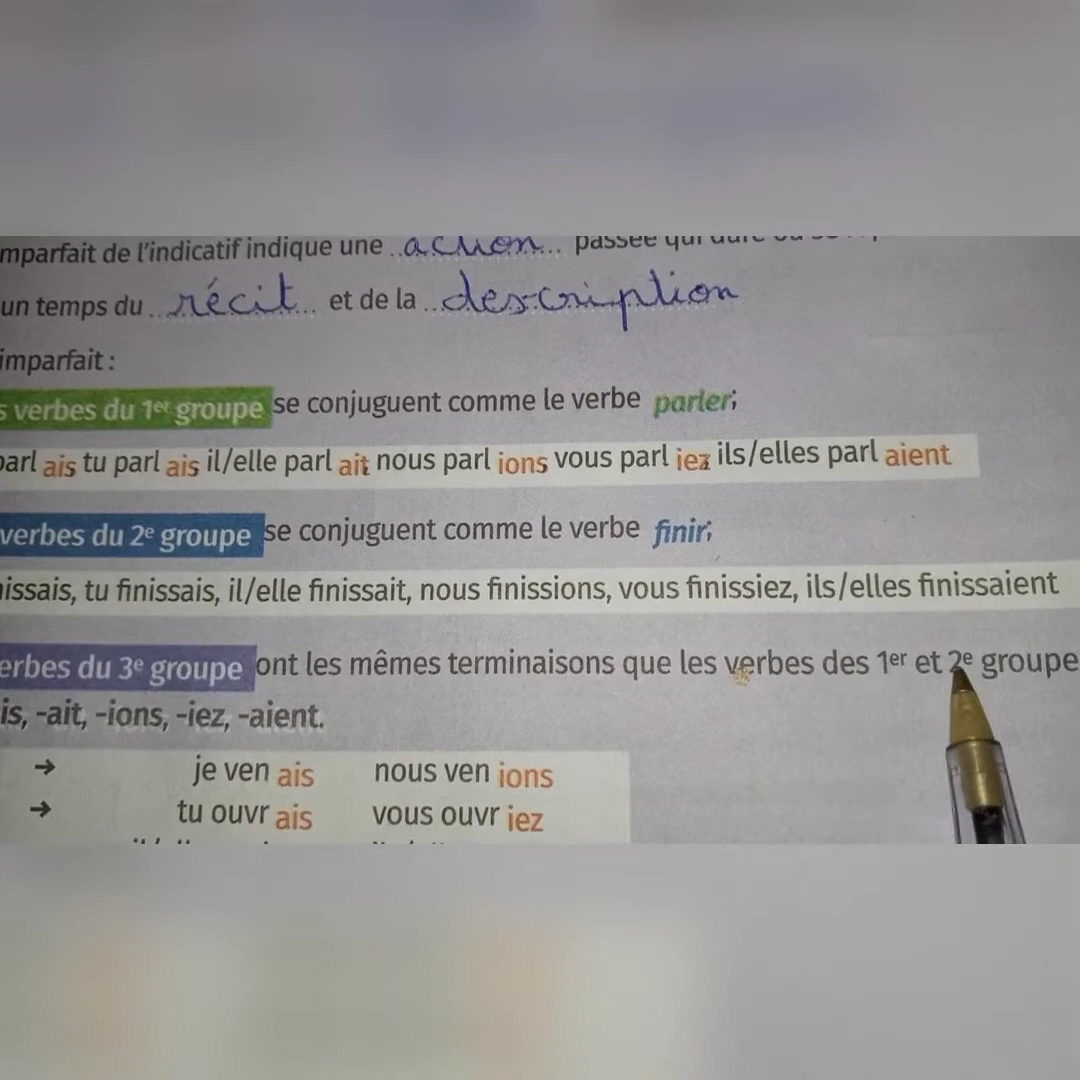 mparfait de l'indicatif indique une ..action... passée qui dure ou
un temps du ...récit... et de la ..description
imparfait :
s verbes du 1er groupe se conjuguent comme le verbe parler;
parl ais tu parl ais il/elle parl ait nous parl ions vous parl iez ils/elles parl aient
verbes du 2e groupe se conjuguent comme le verbe finir;
issais, tu finissais, il/elle finissait, nous finissions, vous finissiez, ils/elles finissaient
erbes du 3e groupe ont les mêmes terminaisons que les verbes des 1er et 2e groupe
is, -ait, -ions, -iez, -aient.
→ je ven ais nous ven ions
→ tu ouvr ais vous ouvr iez